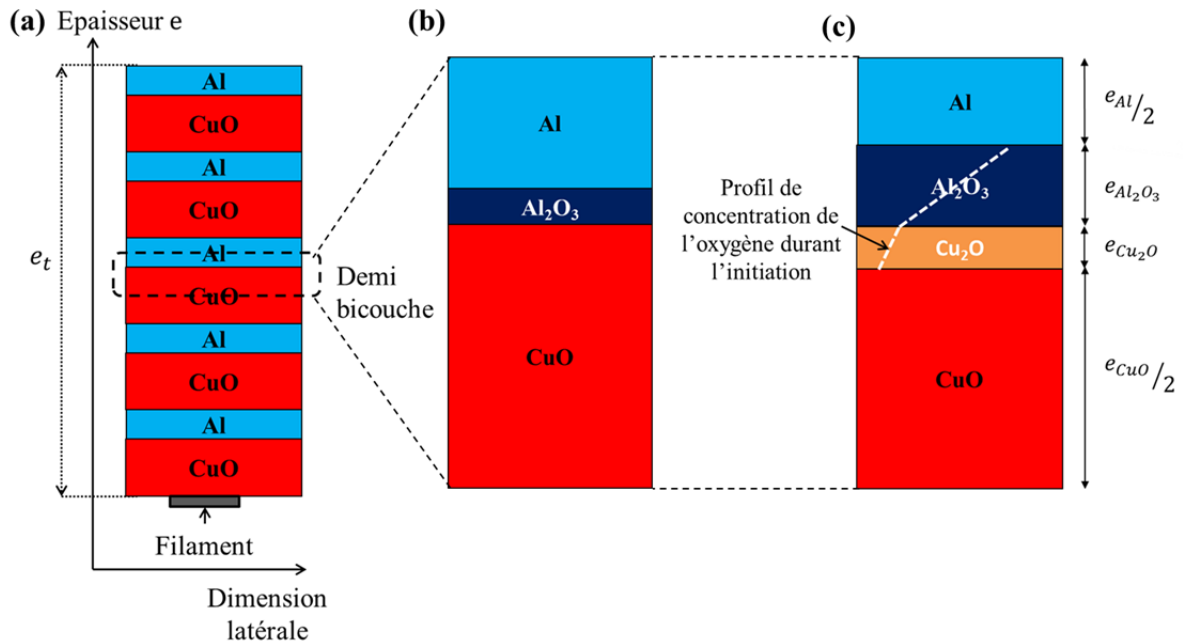 (a)
Epaisseur e
Al
CuO
Al
CuO
Al
CuO
Al
CuO
Al
CuO
e_t
Demi
bicouche
Filament
Dimension
latérale
(b)
Al
Al₂O₃
CuO
(c)
Al
Al₂O₃
Cu₂O
CuO
Profil de
concentration de
l’oxygène durant
l’initiation
e_Al/2
e_Al₂O₃
e_Cu₂O
e_CuO/2